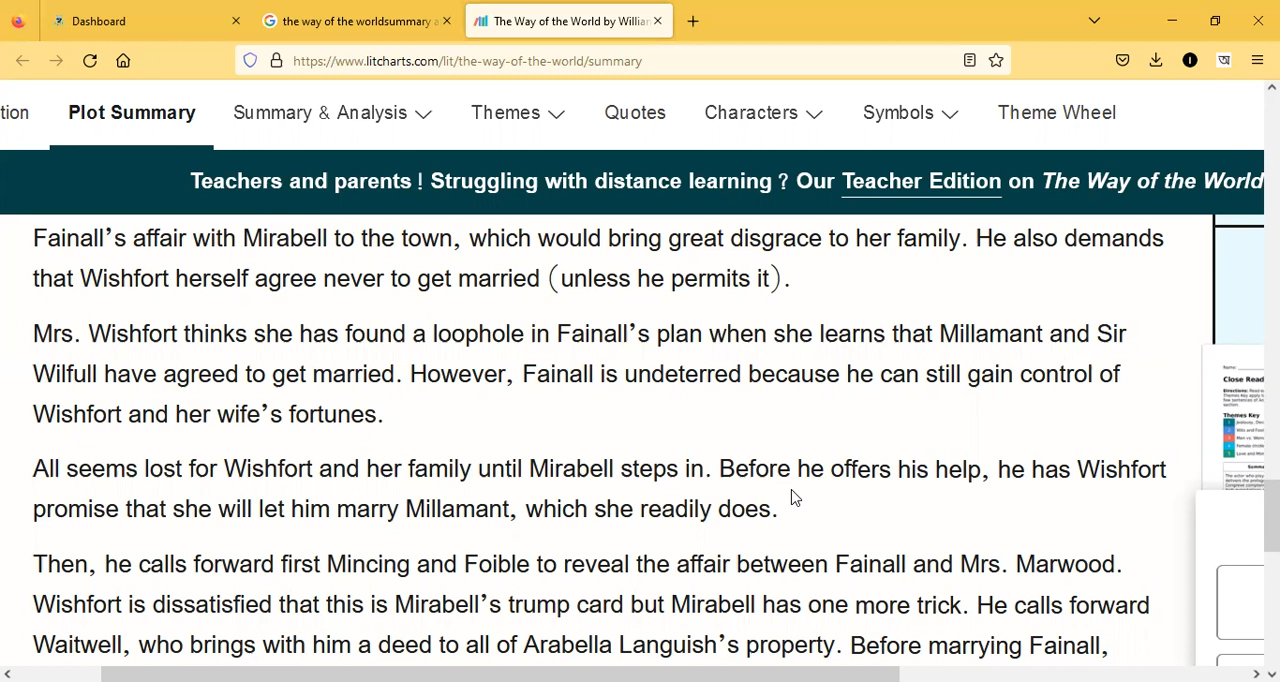 Dashboard
the way of the worldsummary a
The Way of the World by Willian
https://www.litcharts.com/lit/the-way-of-the-world/summary
tion Plot Summary Summary & Analysis Themes Quotes Characters Symbols Theme Wheel
Teachers and parents! Struggling with distance learning? Our Teacher Edition on The Way of the World
Fainall's affair with Mirabell to the town, which would bring great disgrace to her family. He also demands
that Wishfort herself agree never to get married (unless he permits it).
Mrs. Wishfort thinks she has found a loophole in Fainall's plan when she learns that Millamant and Sir
Wilfull have agreed to get married. However, Fainall is undeterred because he can still gain control of
Wishfort and her wife's fortunes.
All seems lost for Wishfort and her family until Mirabell steps in. Before he offers his help, he has Wishfort
promise that she will let him marry Millamant, which she readily does.
Then, he calls forward first Mincing and Foible to reveal the affair between Fainall and Mrs. Marwood.
Wishfort is dissatisfied that this is Mirabell's trump card but Mirabell has one more trick. He calls forward
Waitwell, who brings with him a deed to all of Arabella Languish's property. Before marrying Fainall,
Close Read
Themes Key